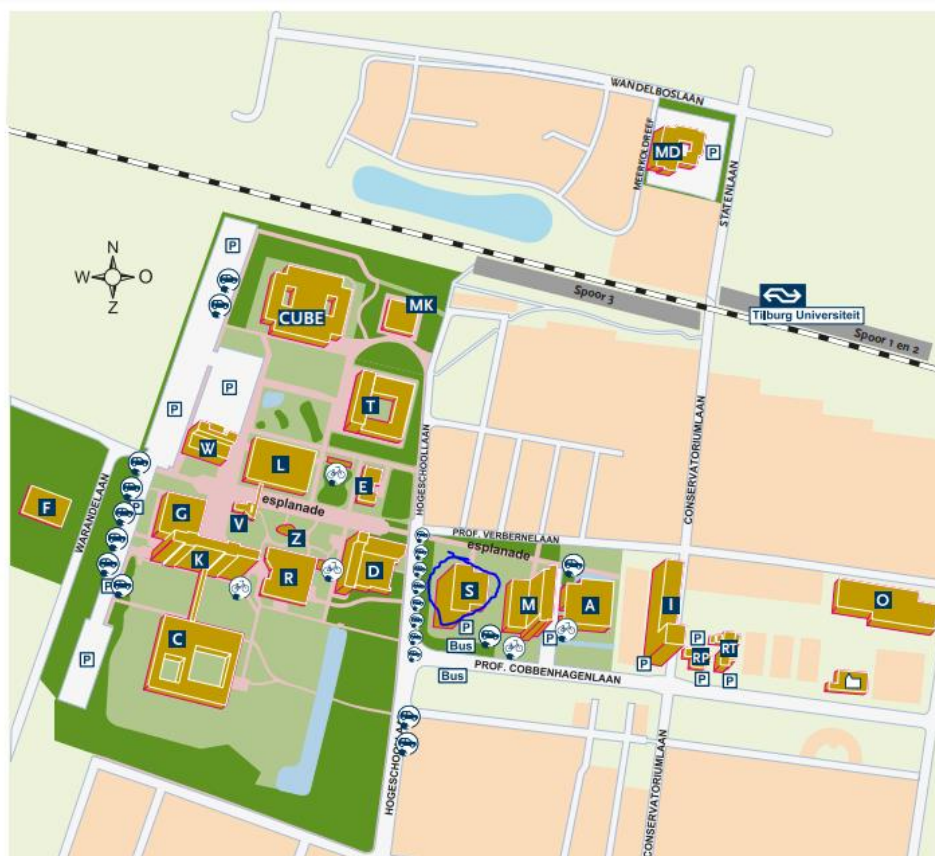 WANDELBOSLAAN
MEERKOLDREEF
MD
P
STATENLAAN
N
W O
Z
P
CUBE
MK
Spoor 3
Tilburg Universiteit
Spoor 1 en 2
P
P
T
W
L
E
HOGESCHOOLLAAN
CONSERVATORIUMLAAN
F
WARANDELAAN
P
G
V
esplanade
Z
K
R
D
PROF. VERBERNELAAN
esplanade
S
M
A
I
O
P
C
P
Bus
P
P
RP
RT
P
P
P
P
Bus
PROF. COBBENHAGENLAAN
HOGESCHOOLLAAN
CONSERVATORIUMLAAN